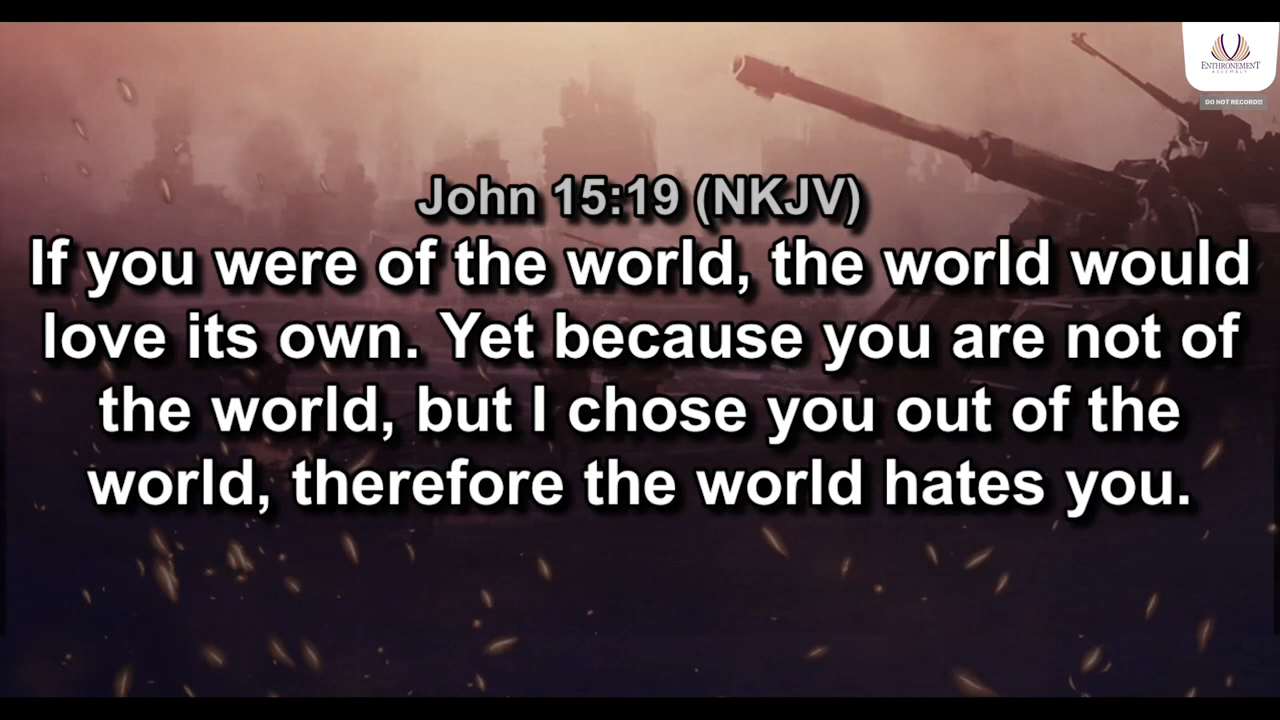 ENTHRONEMENT
ASSEMBLY
DO NOT RECORD!!!
John 15:19 (NKJV)
If you were of the world, the world would
love its own. Yet because you are not of
the world, but I chose you out of the
world, therefore the world hates you.